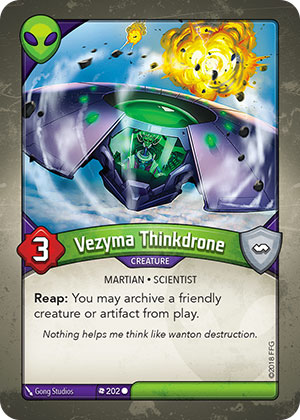 Vezyma Thinkdrone
CREATURE
3
MARTIAN • SCIENTIST
Reap: You may archive a friendly
creature or artifact from play.
Nothing helps me think like wanton destruction.
©2018 FFG
Gong Studios
202